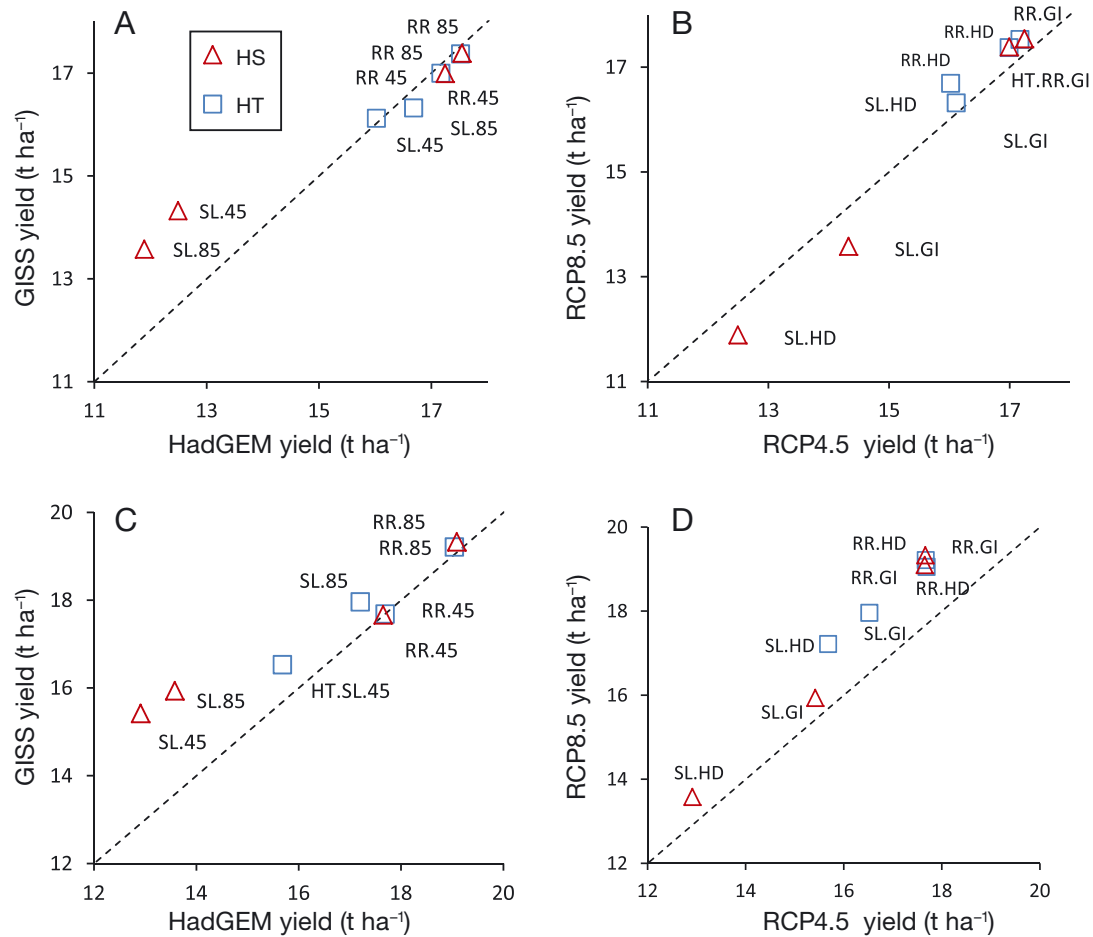 A
HS
HT
RR 85
RR 85
RR 45
RR.45
SL.85
SL.45
SL.45
SL.85
17
15
13
11
11
13
15
17
GISS yield (t ha⁻¹)
HadGEM yield (t ha⁻¹)
B
RR.GI
RR.HD
RR.HD
HT.RR.GI
SL.HD
SL.GI
SL.GI
SL.HD
17
15
13
11
11
13
15
17
RCP8.5 yield (t ha⁻¹)
RCP4.5 yield (t ha⁻¹)
C
RR.85
RR.85
SL.85
RR.45
RR.45
HT.SL.45
SL.85
SL.45
20
18
16
14
12
12
14
16
18
20
GISS yield (t ha⁻¹)
HadGEM yield (t ha⁻¹)
D
RR.HD
RR.GI
RR.GI
RR.HD
SL.GI
SL.HD
SL.GI
SL.HD
20
18
16
14
12
12
14
16
18
20
RCP8.5 yield (t ha⁻¹)
RCP4.5 yield (t ha⁻¹)